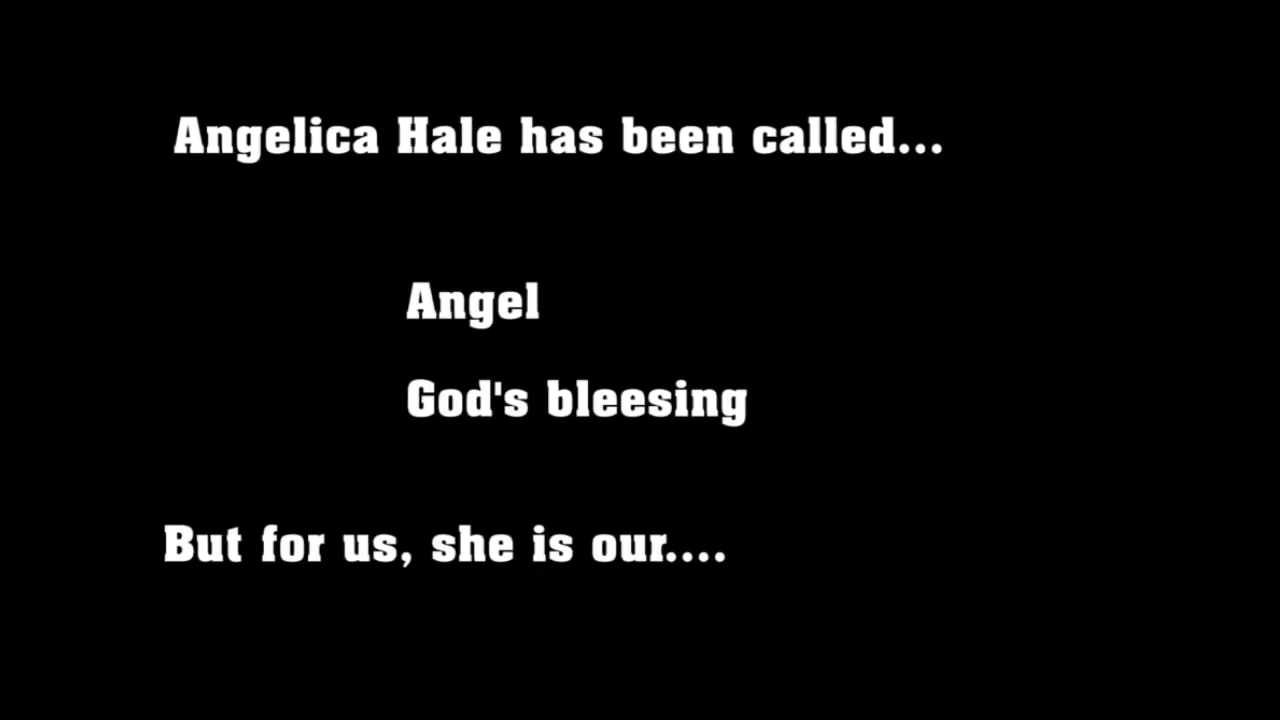 Angelica Hale has been called...
Angel
God's bleesing
But for us, she is our....